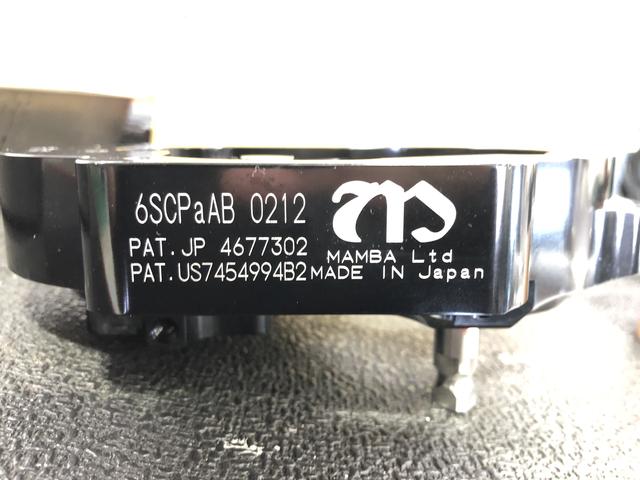 6SCPaAB 0212
PAT.JP 4677302
PAT.US7454994B2
m
MAMBA Ltd
MADE IN Japan